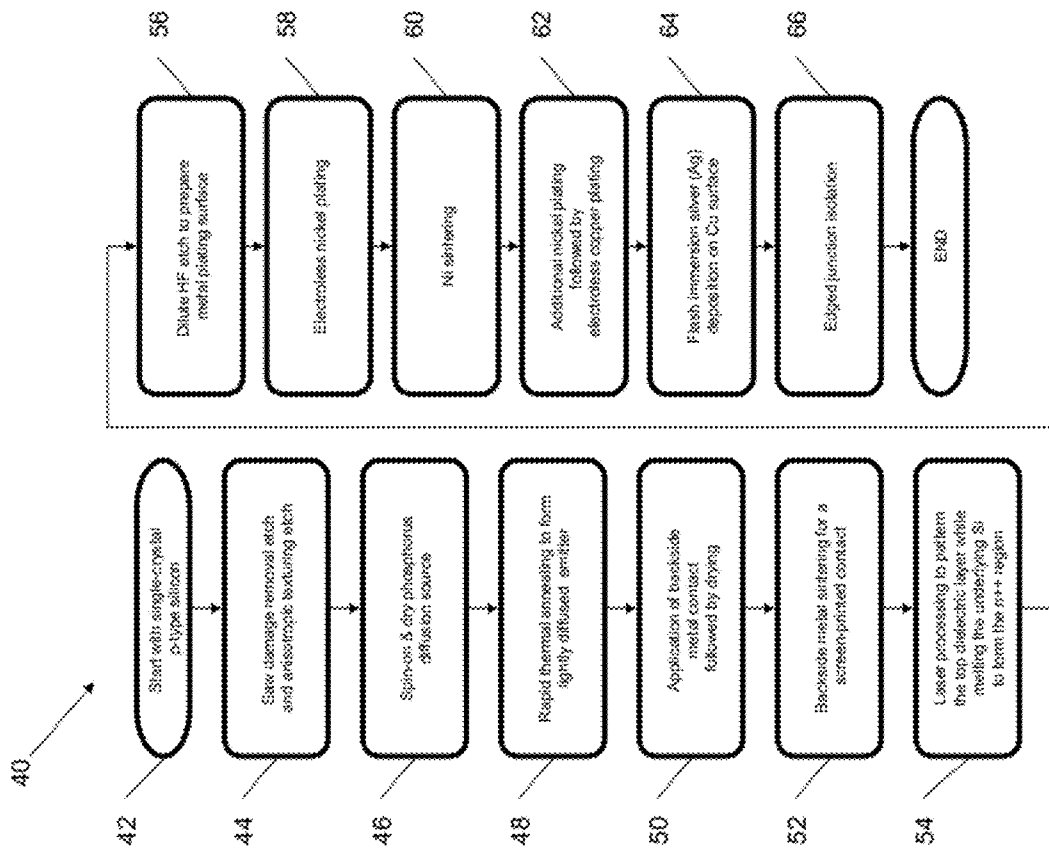 40
42
Start with single-crystal
p-type silicon
44
Saw damage removal etch
and anisotropic texturing etch
46
Spin-on & dry phosphorus
diffusion source
48
Rapid thermal annealing to form
lightly diffused emitter
50
Application of backside
metal contact
followed by drying
52
Backside metal sintering for a
screen-printed contact
54
Laser processing to pattern
the top dielectric layer while
melting the underlying Si
to form the n++ region
56
Dilute HF etch to prepare
metal plating surface
58
Electroless nickel plating
60
Ni sintering
62
Additional nickel plating
followed by
electroless copper plating
64
Flash immersion silver (Ag)
deposition on Cu surface
66
Edged junction isolation
END